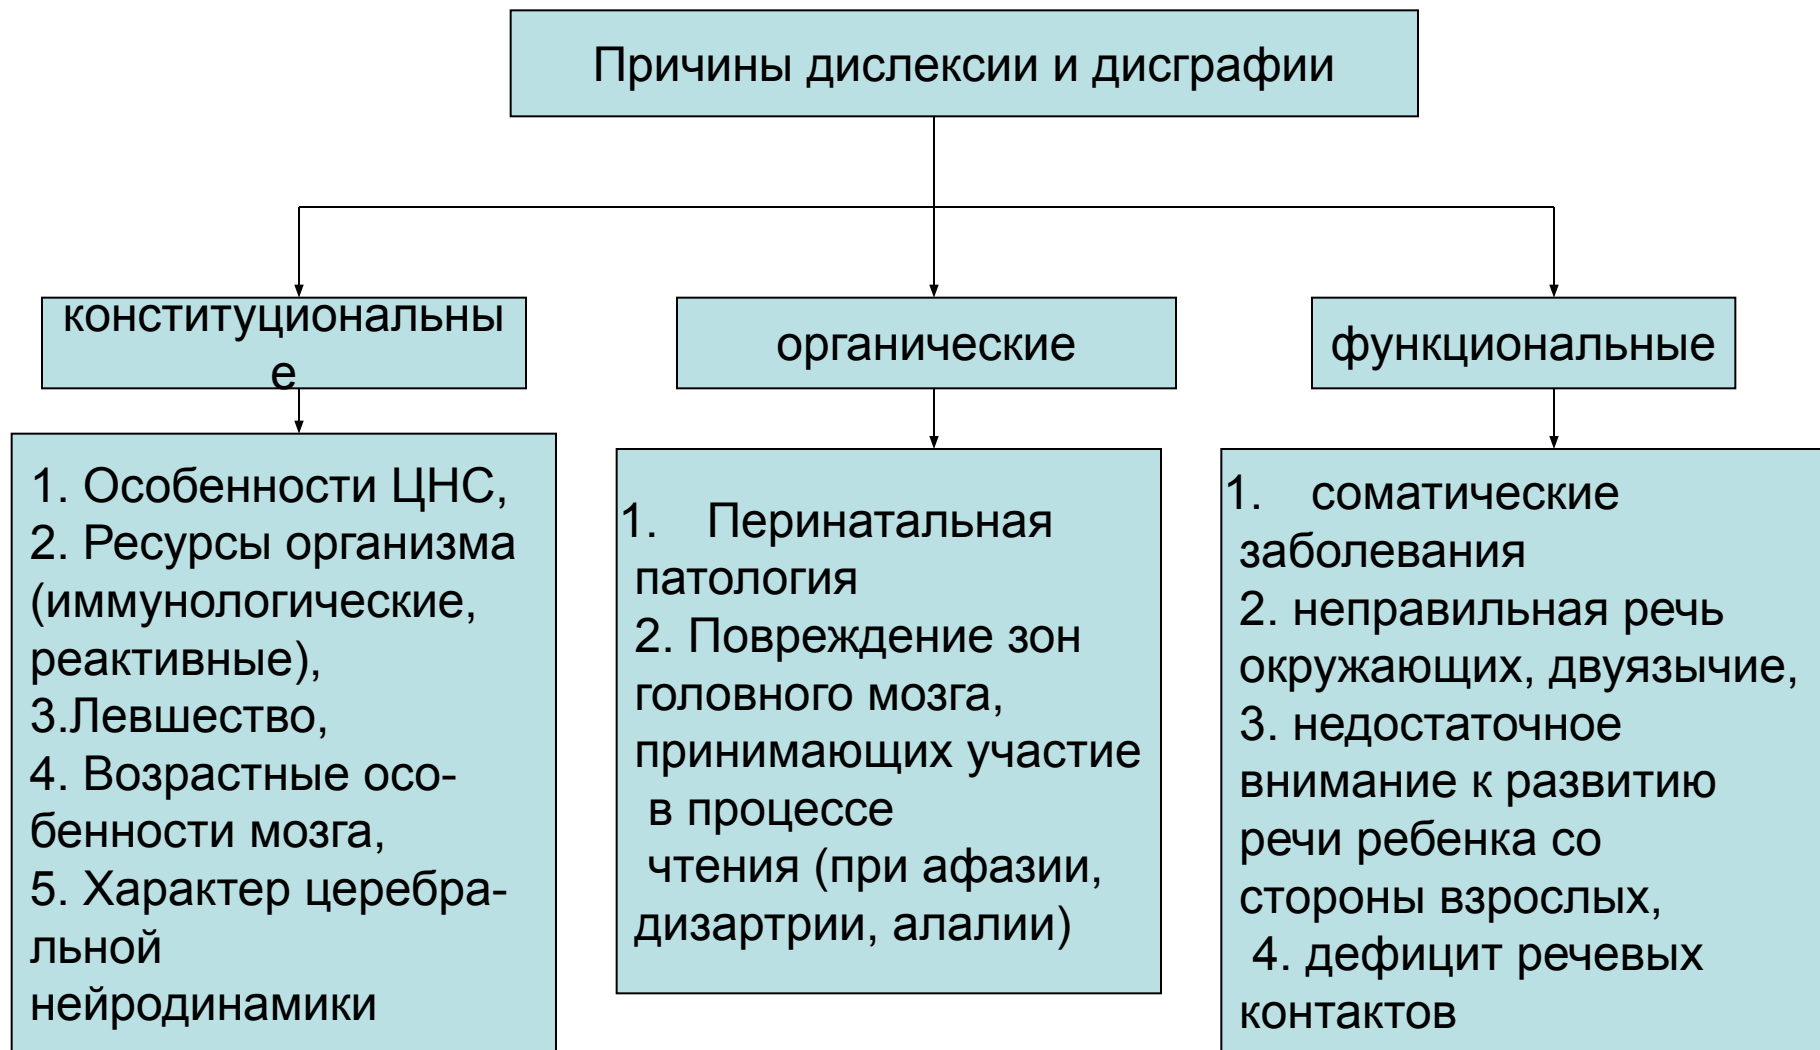 Причины дислексии и дисграфии
конституциональны
е
органические
функциональные
1. Особенности ЦНС,
2. Ресурсы организма
(иммунологические,
реактивные),
3.Левшество,
4. Возрастные осо-
бенности мозга,
5. Характер церебра-
льной
нейродинамики
1. Перинатальная
патология
2. Повреждение зон
головного мозга,
принимающих участие
в процессе
чтения (при афазии,
дизартрии, алалии)
1. соматические
заболевания
2. неправильная речь
окружающих, двуязычие,
3. недостаточное
внимание к развитию
речи ребенка со
стороны взрослых,
4. дефицит речевых
контактов